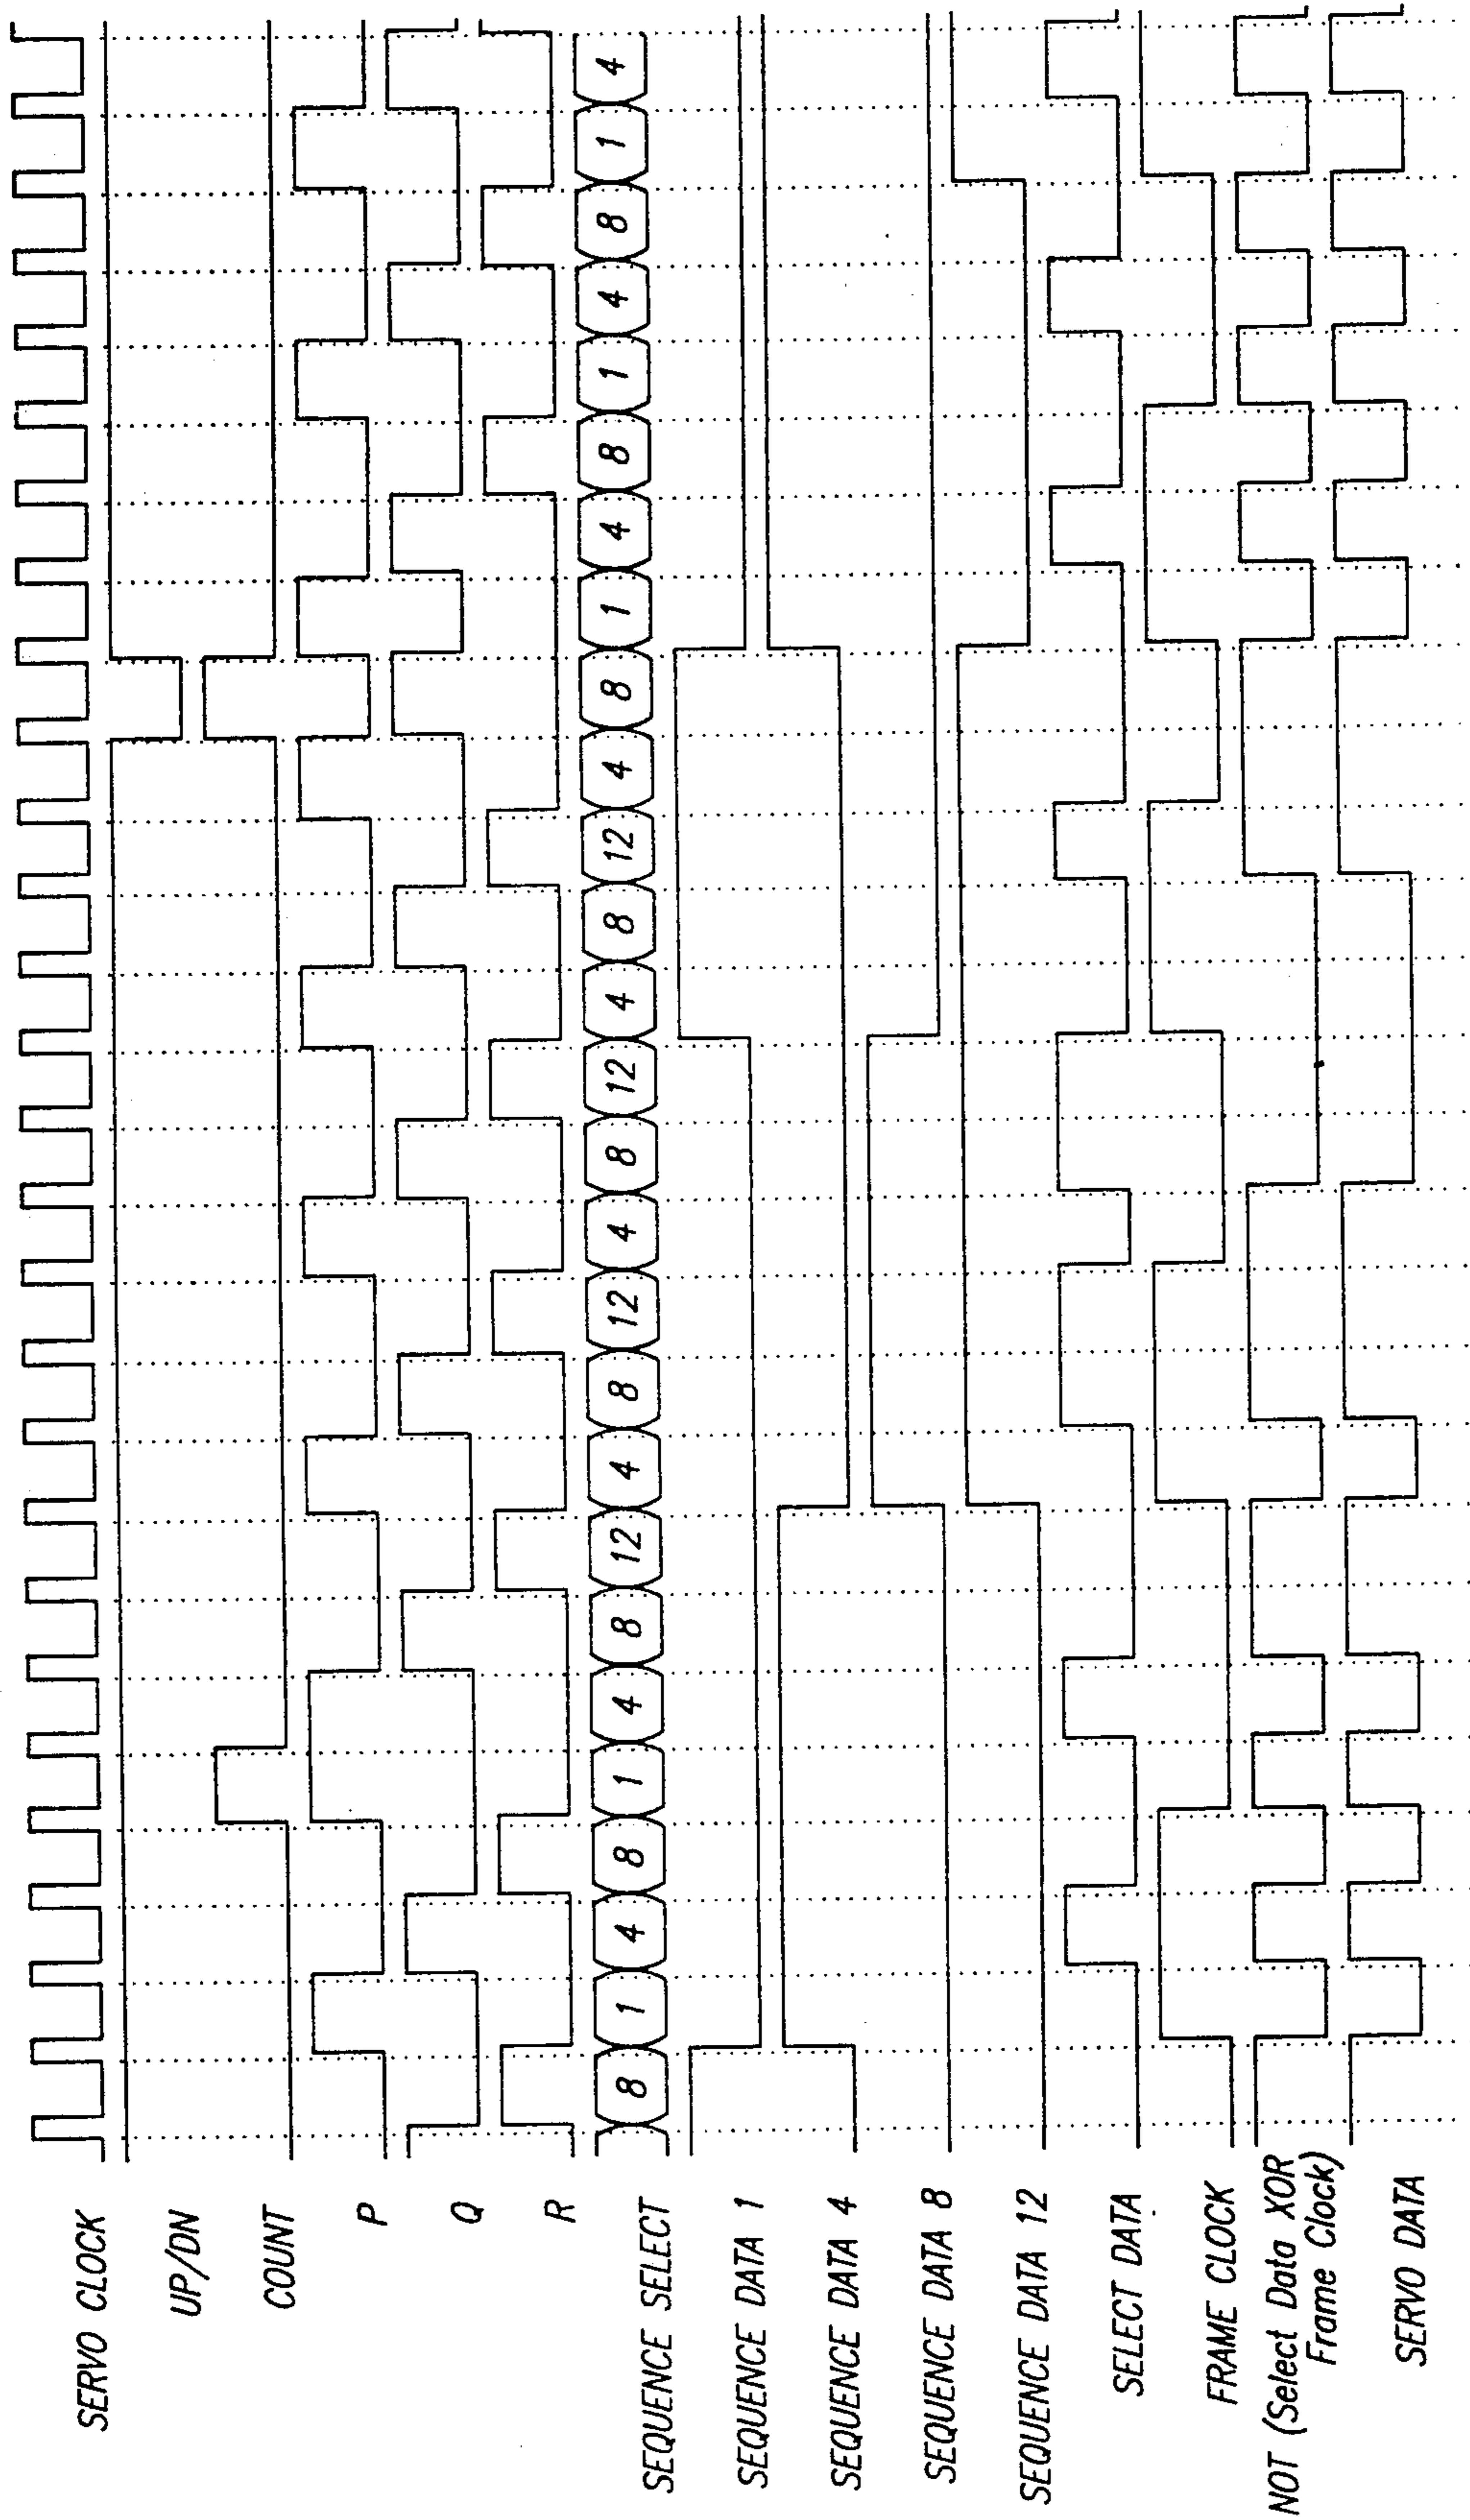 SERVO CLOCK
UP/DN
COUNT
P
Q
R
SEQUENCE SELECT 8 1 4 8 1 4 8 12 4 8 12 4 8 12 4 8 12 4 8 1 4 8 1 4 8 1 4
SEQUENCE DATA 1
SEQUENCE DATA 4
SEQUENCE DATA 8
SEQUENCE DATA 12
SELECT DATA
FRAME CLOCK
NOT (Select Data XOR
Frame Clock)
SERVO DATA